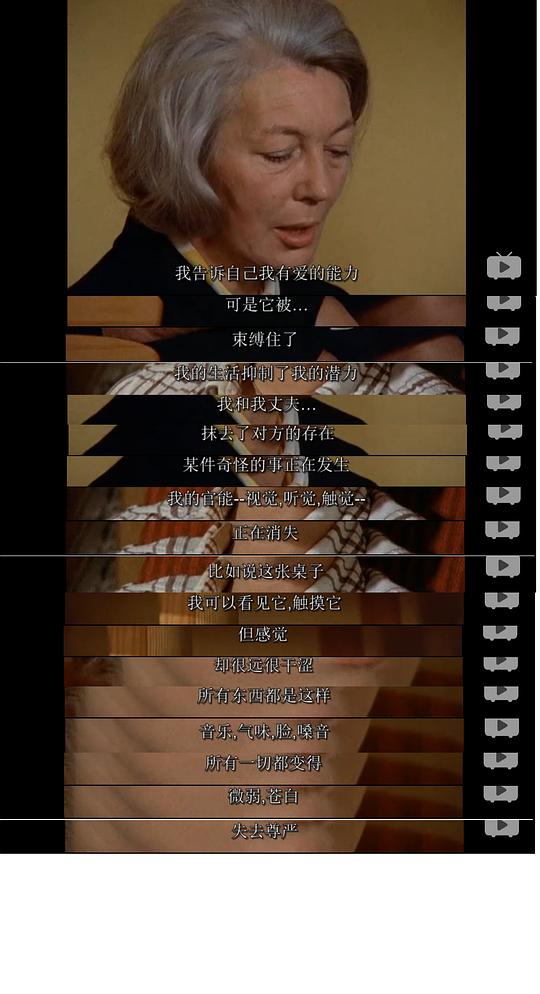 我告诉自己我有爱的能力
可是它被...
束缚住了
我的生活抑制了我的潜力
我和我丈夫...
抹去了对方的存在
某件奇怪的事正在发生
我的官能--视觉,听觉,触觉--
正在消失
比如说这张桌子
我可以看见它,触摸它
但感觉
却很远很干涩
所有东西都是这样
音乐,气味,脸,嗓音
所有一切都变得
微弱,苍白
失去尊严